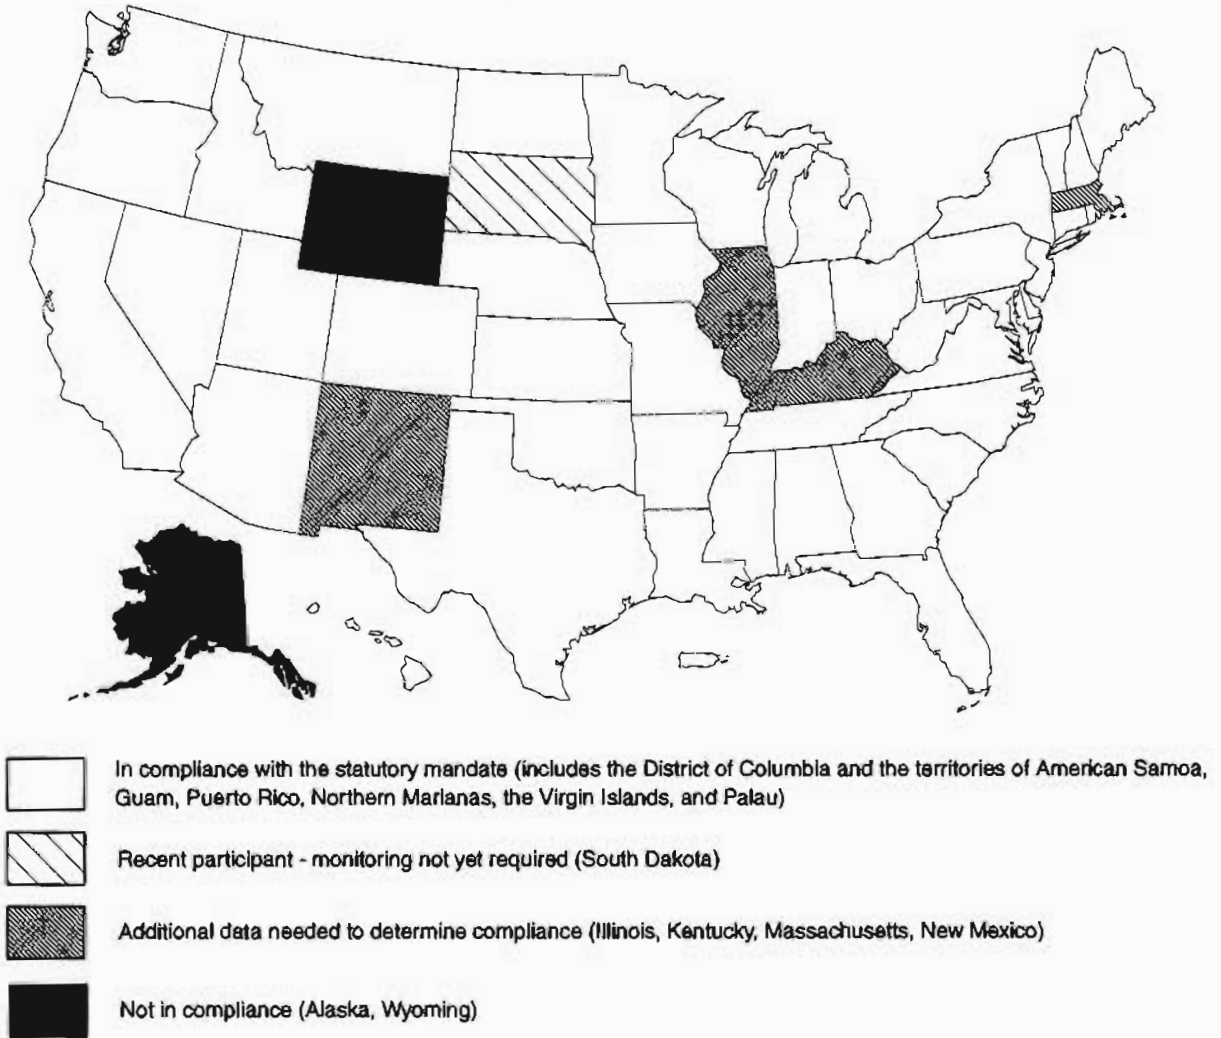 In compliance with the statutory mandate (includes the District of Columbia and the territories of American Samoa,
Guam, Puerto Rico, Northern Marianas, the Virgin Islands, and Palau)
Recent participant - monitoring not yet required (South Dakota)
Additional data needed to determine compliance (Illinois, Kentucky, Massachusetts, New Mexico)
Not in compliance (Alaska, Wyoming)